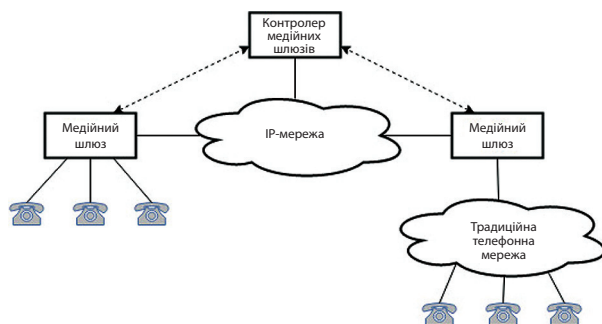 Контролер
медійних
шлюзів
Медійний
шлюз
IP-мережа
Медійний
шлюз
Традиційна
телефонна
мережа